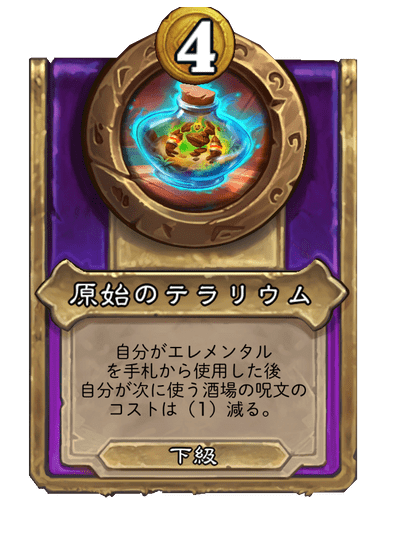 4
原始のテラリウム
自分がエレメンタル
を手札から使用した後
自分が次に使う酒場の呪文の
コストは（1）減る。
下級